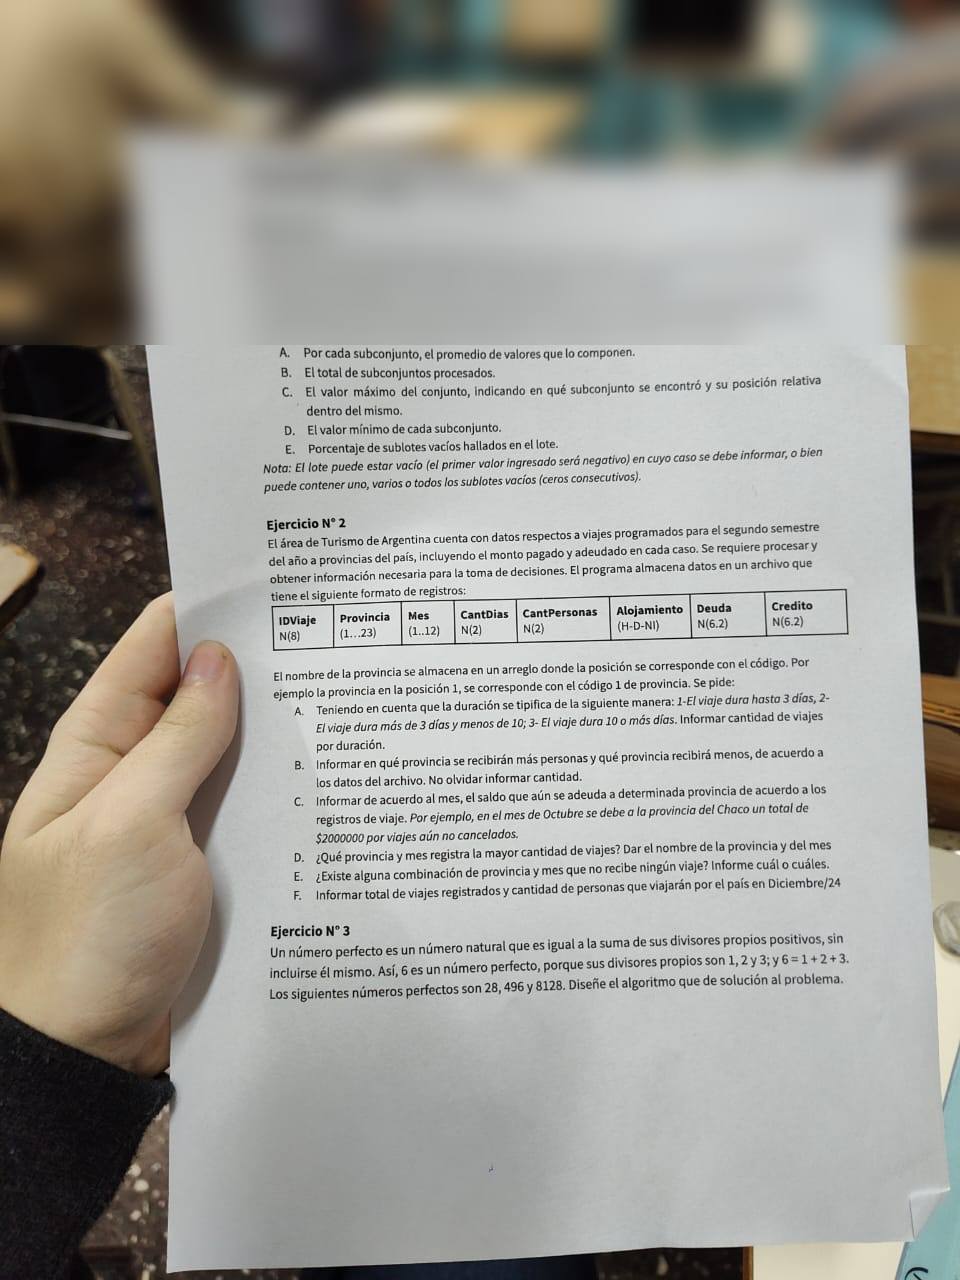 A. Por cada subconjunto, el promedio de valores que lo componen.
B. El total de subconjuntos procesados.
C. El valor máximo del conjunto, indicando en qué subconjunto se encontró y su posición relativa
dentro del mismo.
D. El valor mínimo de cada subconjunto.
E. Porcentaje de sublotes vacíos hallados en el lote.
Nota: El lote puede estar vacío (el primer valor ingresado será negativo) en cuyo caso se debe informar, o bien
puede contener uno, varios o todos los sublotes vacíos (ceros consecutivos).
Ejercicio N° 2
El área de Turismo de Argentina cuenta con datos respectos a viajes programados para el segundo semestre
del año a provincias del país, incluyendo el monto pagado y adeudado en cada caso. Se requiere procesar y
obtener información necesaria para la toma de decisiones. El programa almacena datos en un archivo que
tiene el siguiente formato de registros:
IDViaje Provincia Mes CantDias CantPersonas Alojamiento Deuda Credito
N(8) (1...23) (1..12) N(2) N(2) (H-D-NI) N(6.2) N(6.2)
El nombre de la provincia se almacena en un arreglo donde la posición se corresponde con el código. Por
ejemplo la provincia en la posición 1, se corresponde con el código 1 de provincia. Se pide:
A. Teniendo en cuenta que la duración se tipifica de la siguiente manera: 1-El viaje dura hasta 3 días, 2-
El viaje dura más de 3 días y menos de 10; 3- El viaje dura 10 o más días. Informar cantidad de viajes
por duración.
B. Informar en qué provincia se recibirán más personas y qué provincia recibirá menos, de acuerdo a
los datos del archivo. No olvidar informar cantidad.
C. Informar de acuerdo al mes, el saldo que aún se adeuda a determinada provincia de acuerdo a los
registros de viaje. Por ejemplo, en el mes de Octubre se debe a la provincia del Chaco un total de
$2000000 por viajes aún no cancelados.
D. ¿Qué provincia y mes registra la mayor cantidad de viajes? Dar el nombre de la provincia y del mes
E. ¿Existe alguna combinación de provincia y mes que no recibe ningún viaje? Informe cuál o cuáles.
F. Informar total de viajes registrados y cantidad de personas que viajarán por el país en Diciembre/24
Ejercicio N° 3
Un número perfecto es un número natural que es igual a la suma de sus divisores propios positivos, sin
incluirse él mismo. Así, 6 es un número perfecto, porque sus divisores propios son 1, 2 y 3; y 6 = 1 + 2 + 3.
Los siguientes números perfectos son 28, 496 y 8128. Diseñe el algoritmo que de solución al problema.